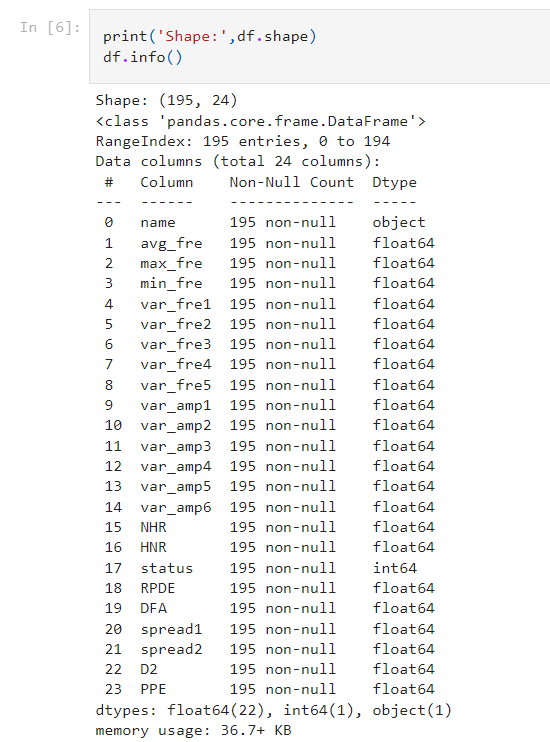 In [6]:
print('Shape:',df.shape)
df.info()
Shape: (195, 24)
<class 'pandas.core.frame.DataFrame'>
RangeIndex: 195 entries, 0 to 194
Data columns (total 24 columns):
 #   Column    Non-Null Count  Dtype
---  ------    --------------  -----
 0   name      195 non-null    object
 1   avg_fre   195 non-null    float64
 2   max_fre   195 non-null    float64
 3   min_fre   195 non-null    float64
 4   var_fre1  195 non-null    float64
 5   var_fre2  195 non-null    float64
 6   var_fre3  195 non-null    float64
 7   var_fre4  195 non-null    float64
 8   var_fre5  195 non-null    float64
 9   var_amp1  195 non-null    float64
 10  var_amp2  195 non-null    float64
 11  var_amp3  195 non-null    float64
 12  var_amp4  195 non-null    float64
 13  var_amp5  195 non-null    float64
 14  var_amp6  195 non-null    float64
 15  NHR       195 non-null    float64
 16  HNR       195 non-null    float64
 17  status    195 non-null    int64
 18  RPDE      195 non-null    float64
 19  DFA       195 non-null    float64
 20  spread1   195 non-null    float64
 21  spread2   195 non-null    float64
 22  D2        195 non-null    float64
 23  PPE       195 non-null    float64
dtypes: float64(22), int64(1), object(1)
memory usage: 36.7+ KB